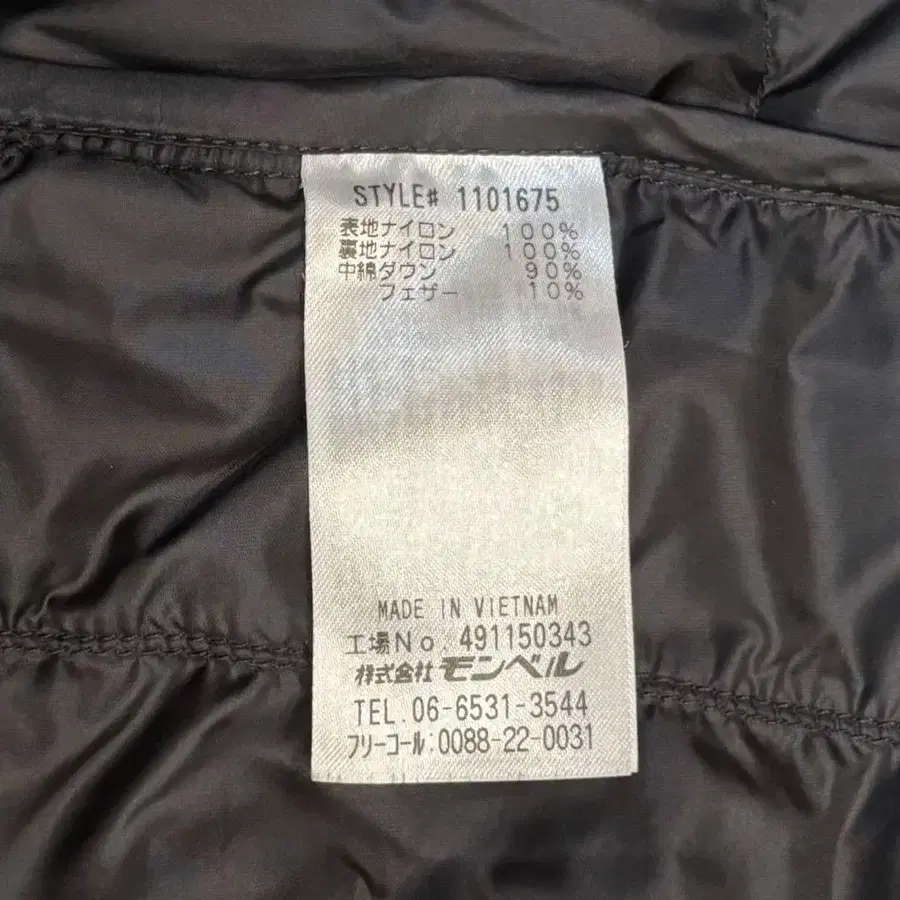 STYLE# 1101675
表地ナイロン 100%
裏地ナイロン 100%
中綿ダウン 90%
フェザー 10%
MADE IN VIETNAM
工場No. 491150343
株式会社 モンベル
TEL.06-6531-3544
フリーコール:0088-22-0031